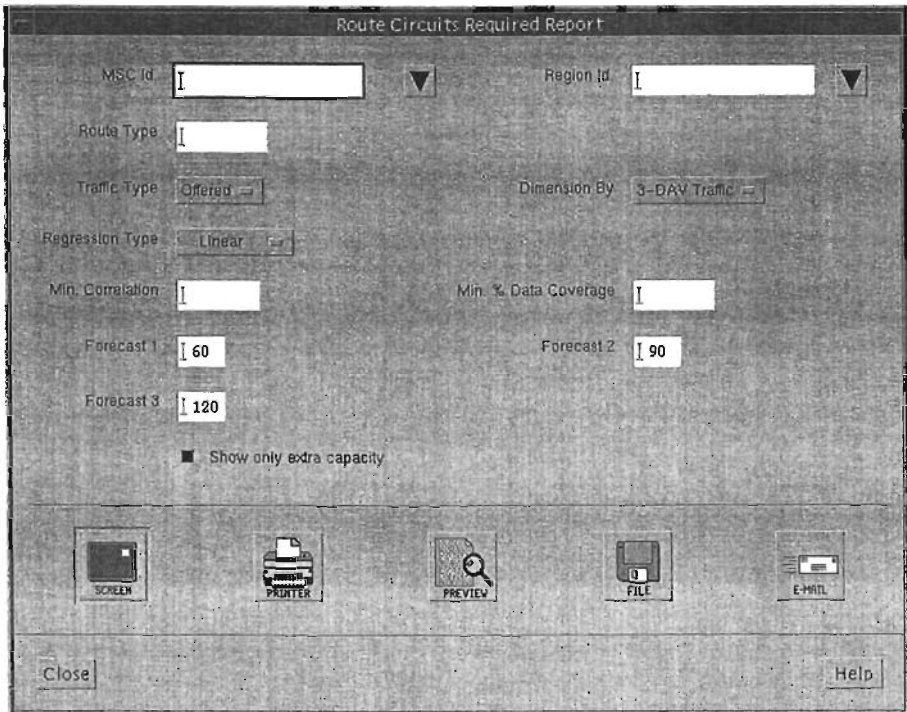 Route Circuits Required Report
MSC Id
Region Id
Route Type
Traffic Type Offered
Dimension By 3-DAV Traffic
Regression Type Linear
Min. Correlation
Min. % Data Coverage
Forecast 1 60
Forecast 2 90
Forecast 3 120
Show only extra capacity
SCREEN
PRINTER
PREVIEW
FILE
E-MAIL
Close
Help